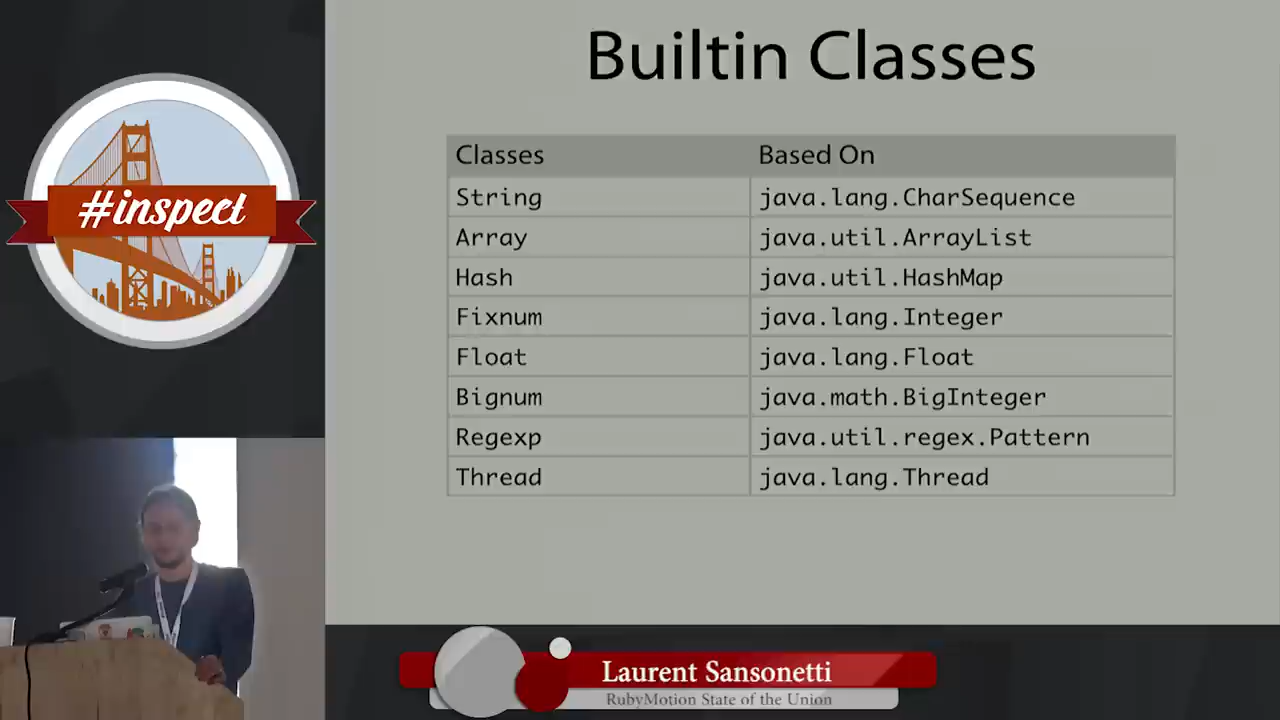 Builtin Classes
#inspect
Classes Based On
String java.lang.CharSequence
Array java.util.ArrayList
Hash java.util.HashMap
Fixnum java.lang.Integer
Float java.lang.Float
Bignum java.math.BigInteger
Regexp java.util.regex.Pattern
Thread java.lang.Thread
Laurent Sansonetti
RubyMotion State of the Union